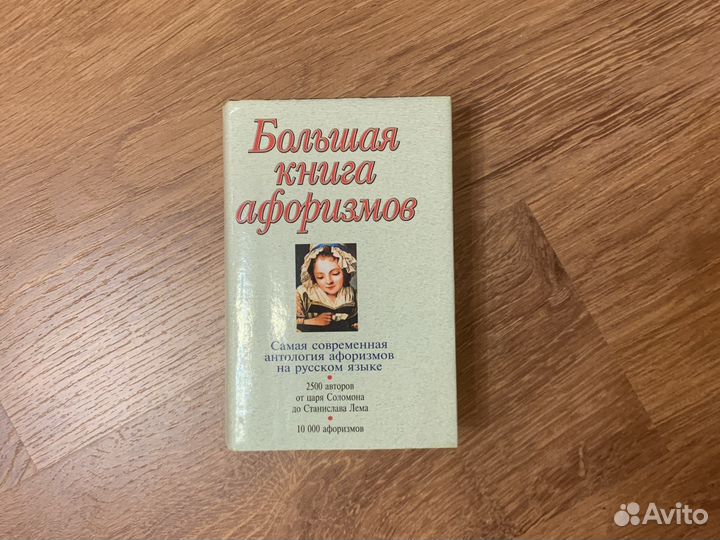 Большая
книга
афоризмов
Самая современная
антология афоризмов
на русском языке
2500 авторов
от царя Соломона
до Станислава Лема
10 000 афоризмов
Avito